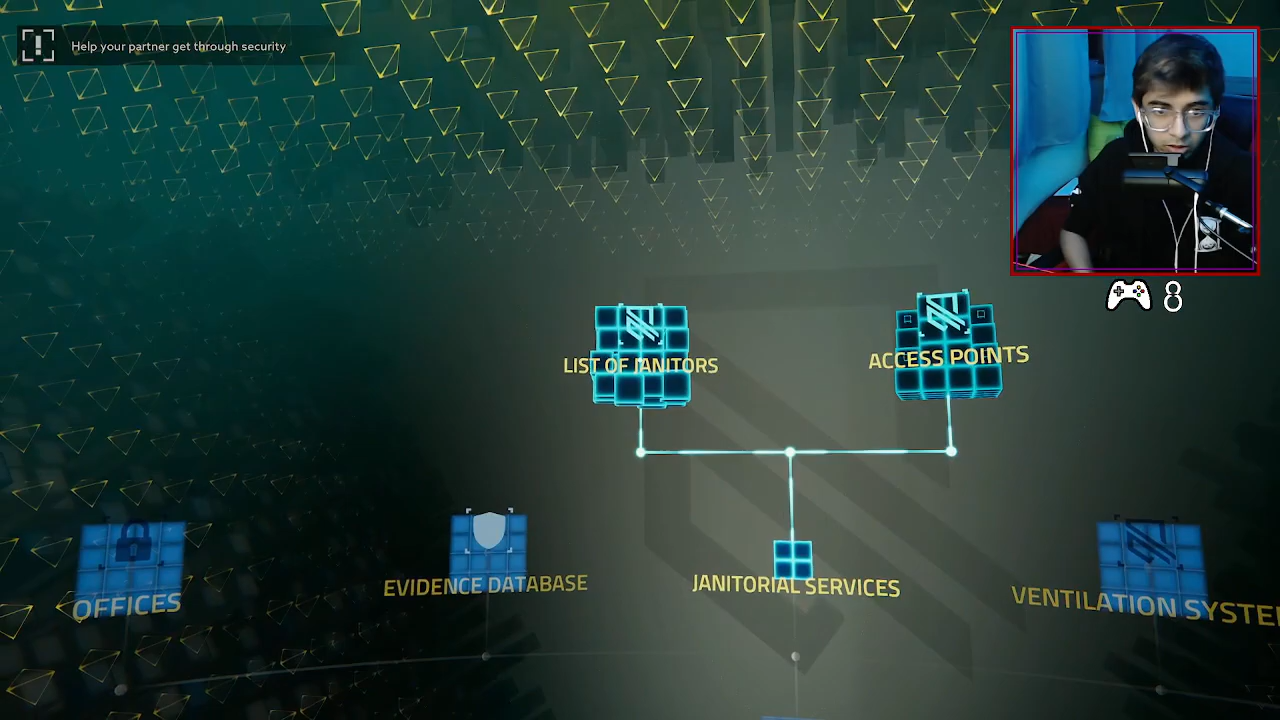 Help your partner get through security
8
LIST OF JANITORS
ACCESS POINTS
OFFICES
EVIDENCE DATABASE
JANITORIAL SERVICES
VENTILATION SYSTE